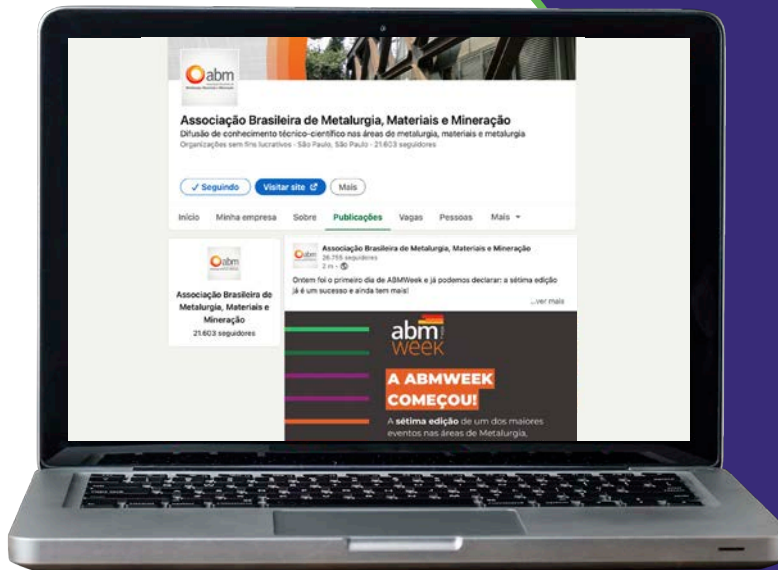 abm
Associação Brasileira de Metalurgia, Materiais e Mineração
Difusão de conhecimento técnico-científico nas áreas de metalurgia, materiais e metalurgia
Organizações sem fins lucrativos · São Paulo, São Paulo · 21.603 seguidores
✓ Seguindo Visitar site Mais
Início Minha empresa Sobre Publicações Vagas Pessoas Mais
abm
Associação Brasileira de
Metalurgia, Materiais e
Mineração
21.603 seguidores
abm
Associação Brasileira de Metalurgia, Materiais e Mineração
26.755 seguidores
2 m ·
Ontem foi o primeiro dia de ABMWeek e já podemos declarar: a sétima edição
já é um sucesso e ainda tem mais!
...ver mais
abm
week
A ABMWEEK
COMEÇOU!
A sétima edição de um dos maiores
eventos nas áreas de Metalurgia,